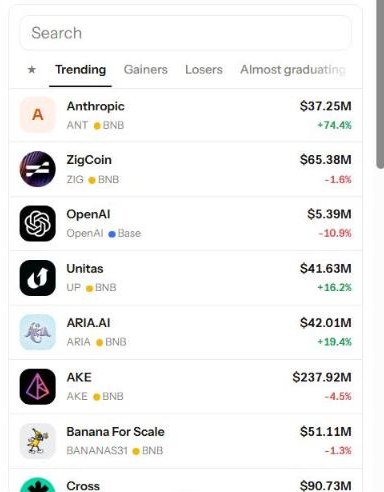 Search
★ Trending Gainers Losers Almost graduating
A Anthropic $37.25M
ANT BNB +74.4%
ZigCoin $65.38M
ZIG BNB -1.6%
OpenAI $5.39M
OpenAI Base -10.9%
Unitas $41.63M
UP BNB +16.2%
ARIA.AI $42.01M
ARIA BNB +19.4%
AKE $237.92M
AKE BNB -4.5%
Banana For Scale $51.11M
BANANAS31 BNB -1.3%
Cross $90.73M